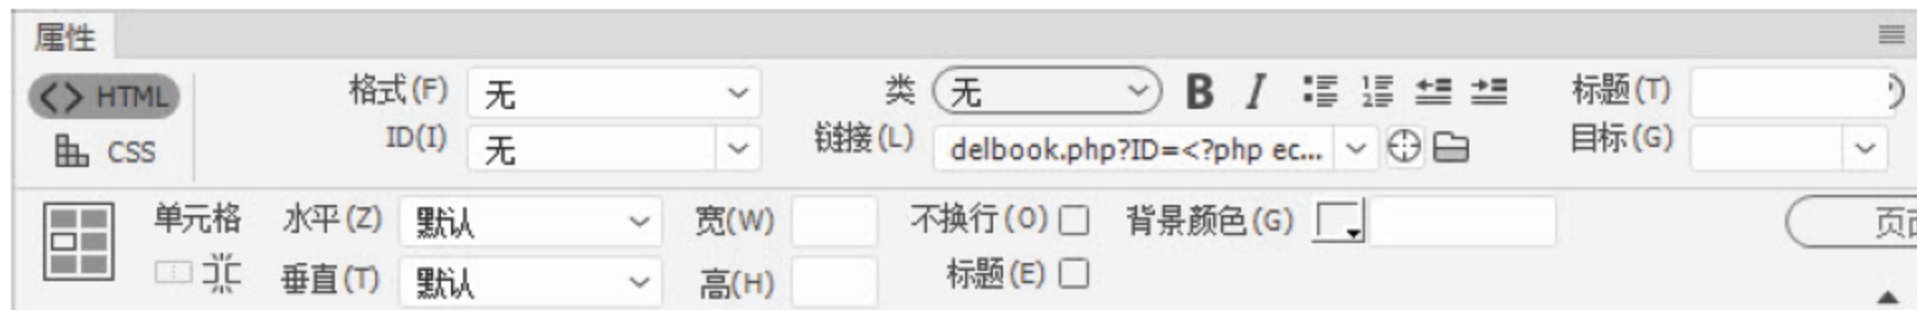 属性
HTML 格式(F) 无 类 无 B I 标题(T)
CSS ID(I) 无 链接(L) delbook.php?ID=<?php ec... 目标(G)
单元格 水平(Z) 默认 宽(W) 不换行(O) 背景颜色(G) 页
垂直(T) 默认 高(H) 标题(E)